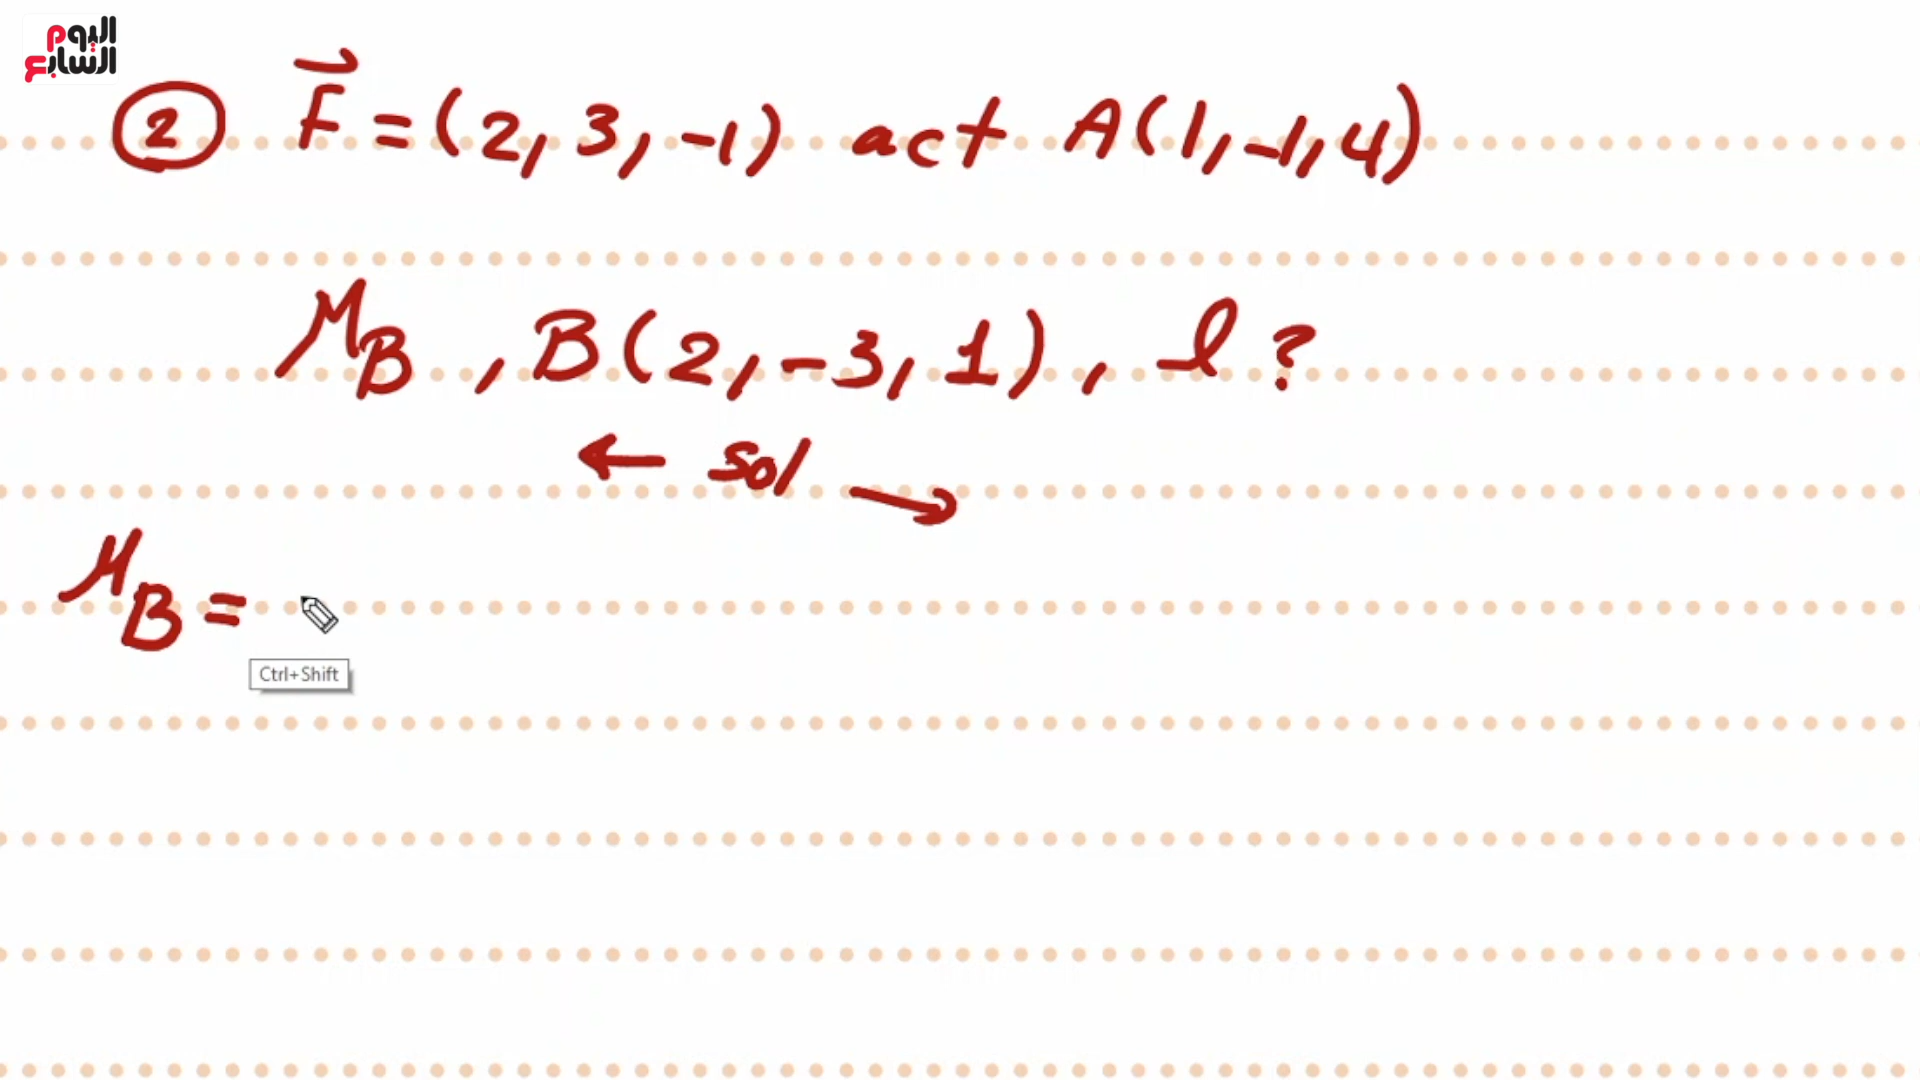 اليوم
السابع
② F⃗ = (2, 3, -1) act A(1, -1, 4)
M_B , B(2, -3, 1) , l ?
← sol →
M_B =
Ctrl+Shift